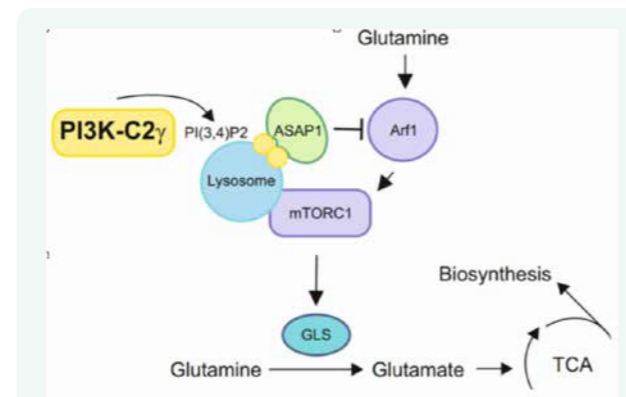 Glutamine
PI3K-C2γ
PI(3,4)P2
ASAP1
Arf1
Lysosome
mTORC1
GLS
Biosynthesis
Glutamine
Glutamate
TCA